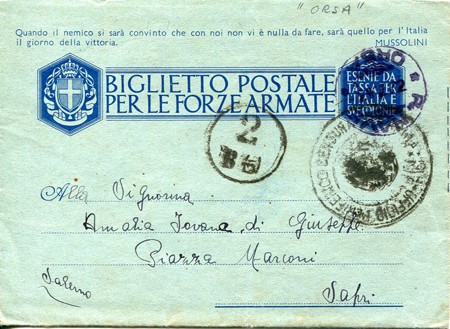 "ORSA"
Quando il nemico si sarà convinto che con noi non vi è nulla da fare, sarà quello per l'Italia
il giorno della vittoria. MUSSOLINI
BIGLIETTO POSTALE
PER LE FORZE ARMATE
ESENTE DA
TASSA PER
L'ITALIA E
2
Alla Signorina
Amalia di Giuseppe
Piazza Marconi
Salerno
Sapri